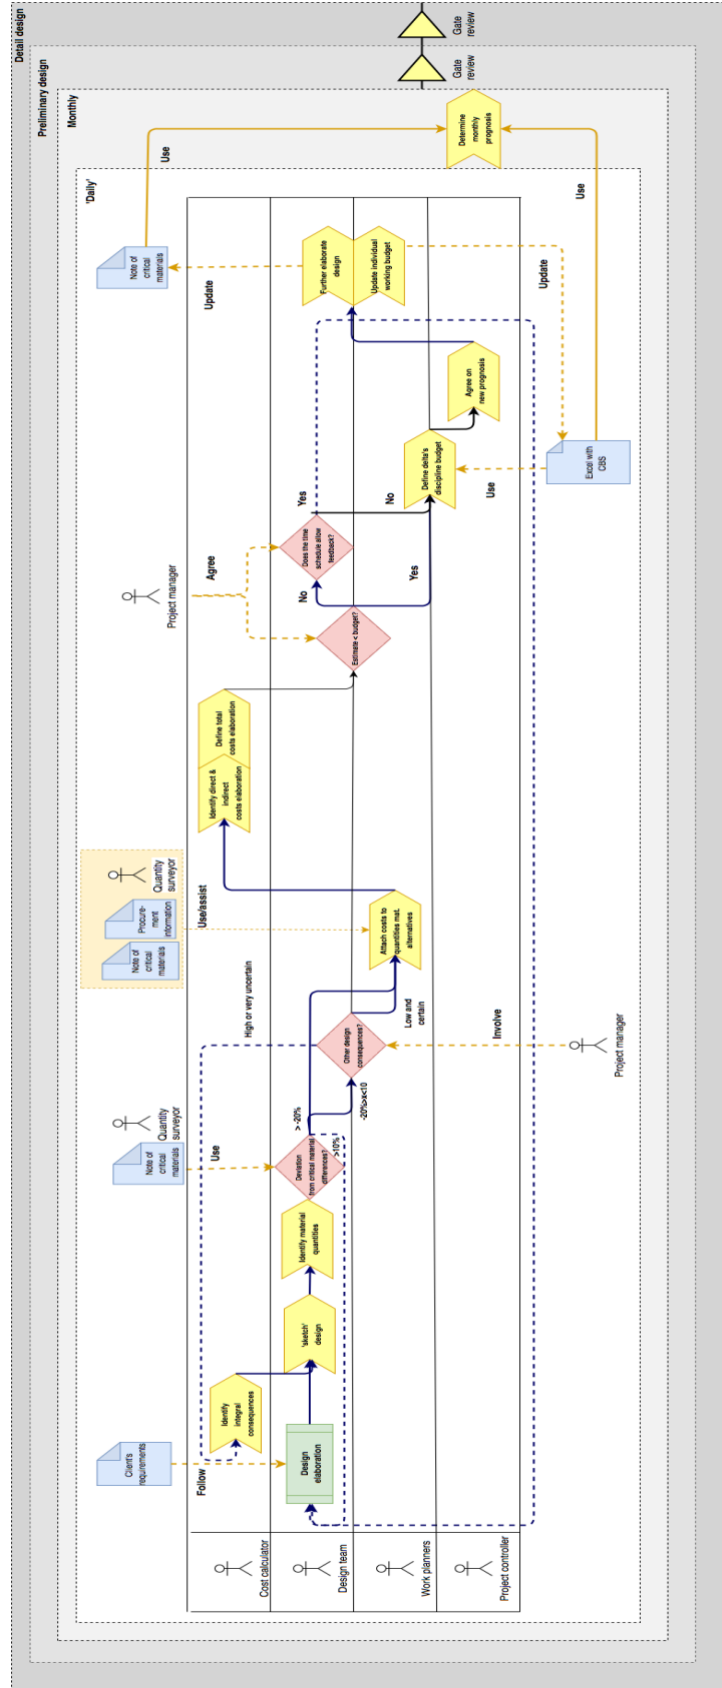 Detail design
Preliminary design
Monthly
'Daily'
Gate
review
Gate
review
Determine
monthly
prognosis
Use
Use
Note of
critical
materials
Update
Further elaborate
design
Update individual
working budget
Update
Agree on
new prognosis
Define delta's
discipline budget
Excel with
CBS
Use
No
Yes
Does the time
schedule allow
feedback?
No
Yes
Agree
Project manager
Estimate < budget?
Define total
costs elaboration
Identify direct &
indirect
costs elaboration
Quantity
surveyor
Procure-
ment
information
Note of
critical
materials
Use/assist
Attach costs to
quantities mat.
alternatives
High or very uncertain
Low and
certain
Other design
consequences?
Involve
Project manager
> -20%
-20%>x<10
>10%
Quantity
surveyor
Note of
critical
materials
Use
Deviation
from critical material
differences?
Identify material
quantities
'sketch'
design
Identify
integral
consequences
Client's
requirements
Follow
Design
elaboration
Cost calculator
Design team
Work planners
Project controller